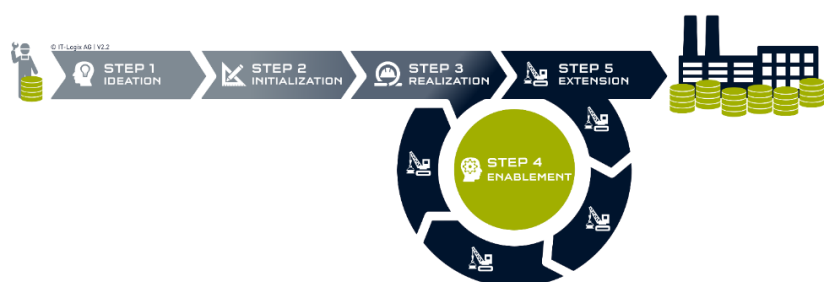 © IT-Logix AG | V2.2
STEP 1
IDEATION
STEP 2
INITIALIZATION
STEP 3
REALIZATION
STEP 5
EXTENSION
STEP 4
ENABLEMENT